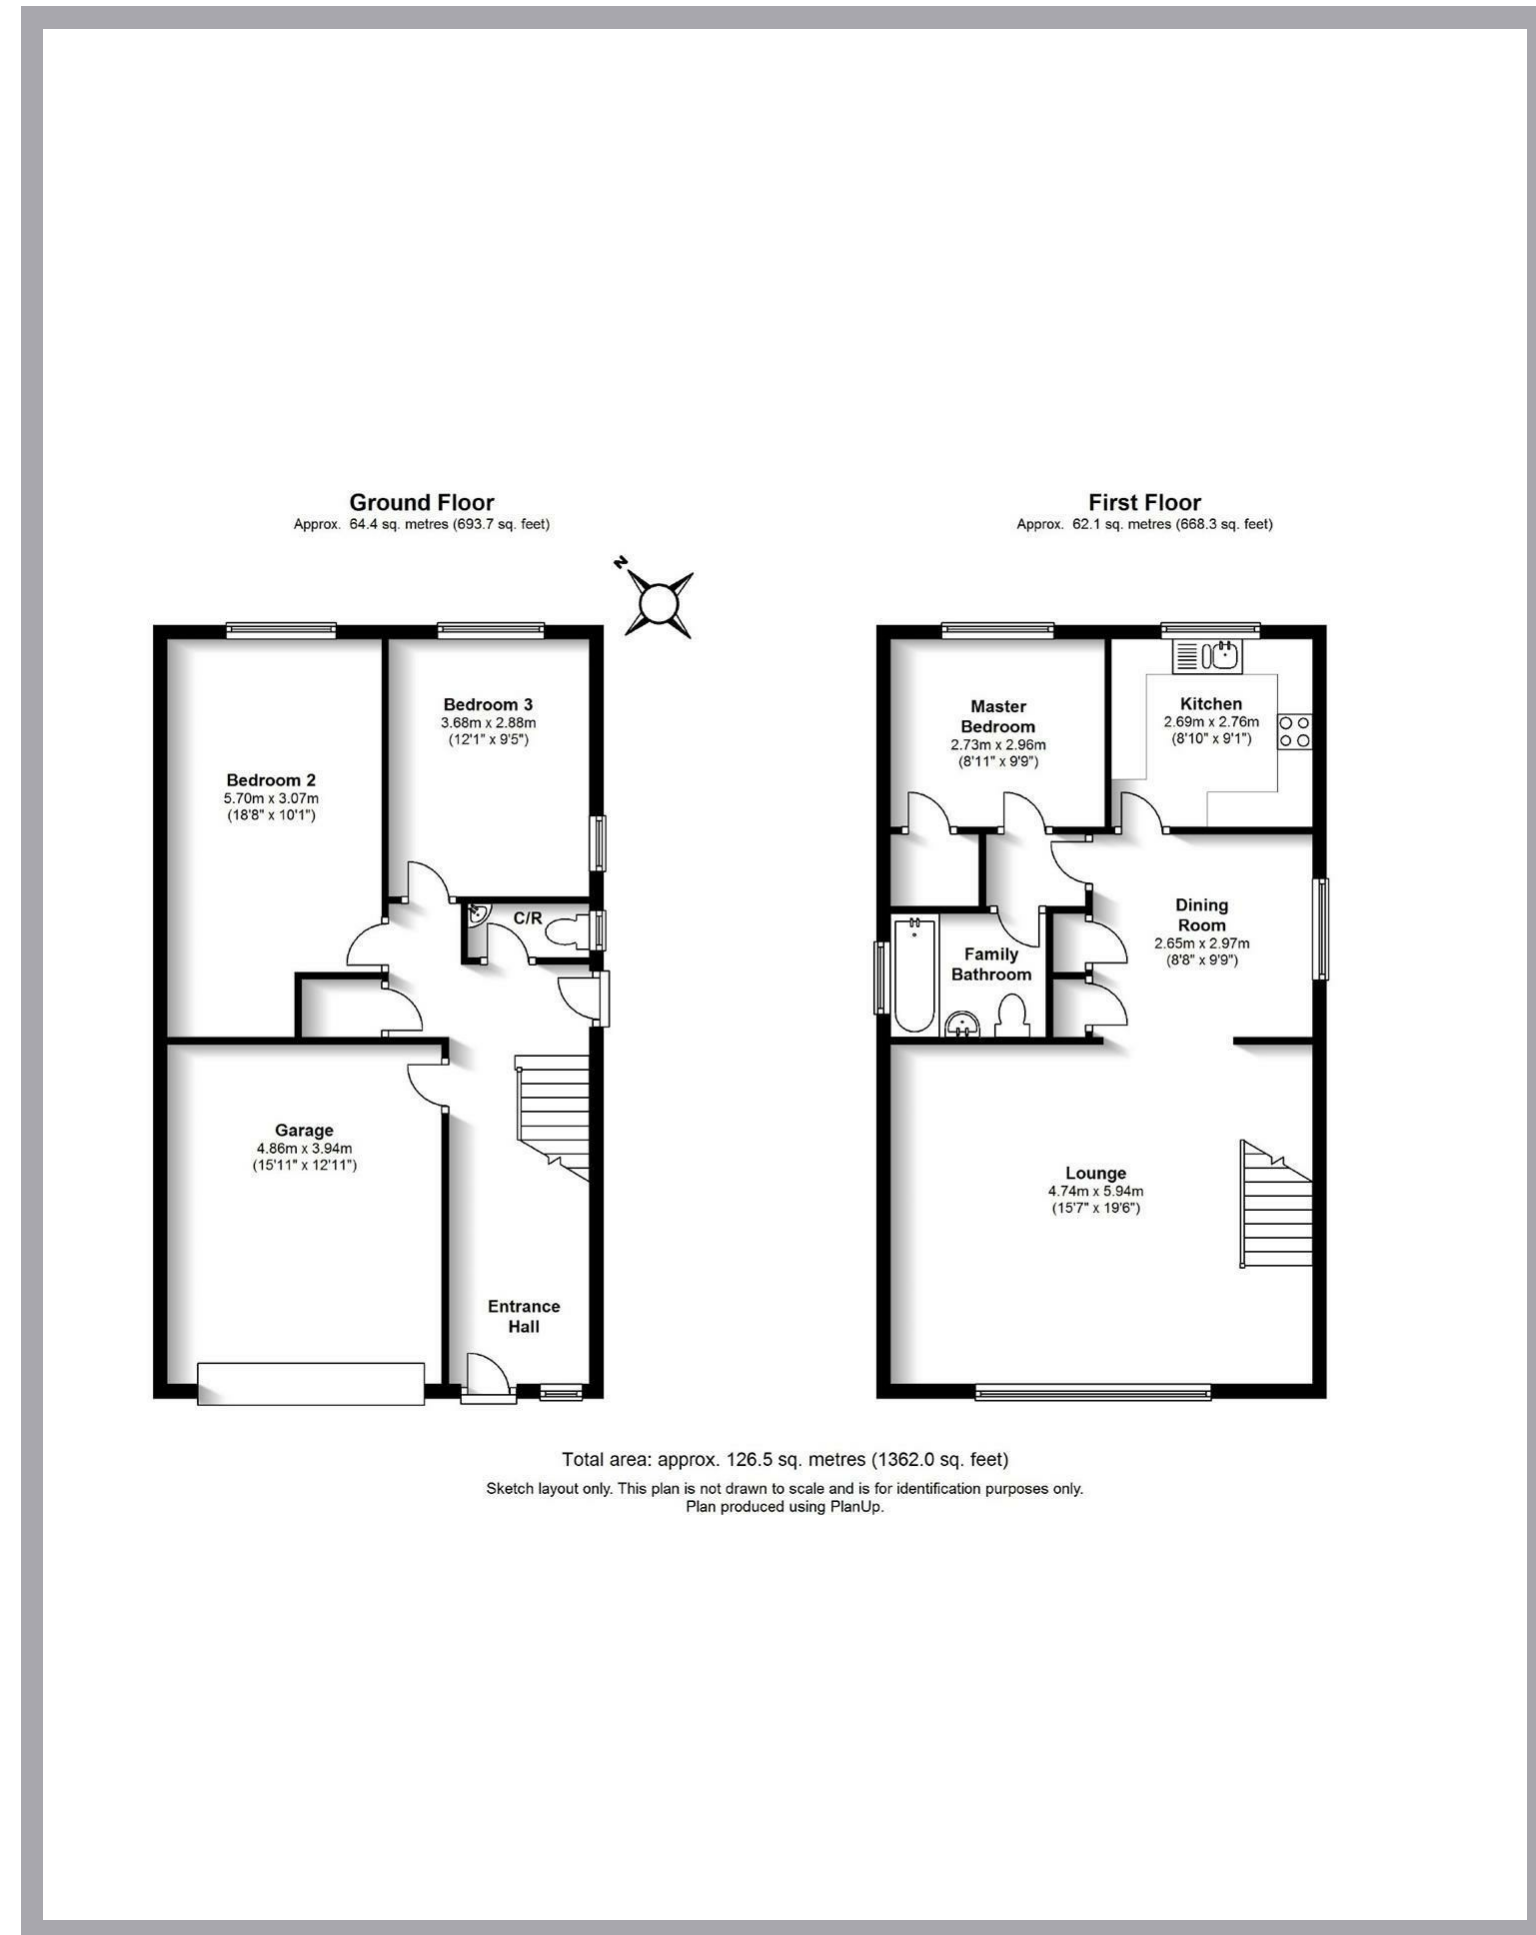 Ground Floor
Approx. 64.4 sq. metres (693.7 sq. feet)
N
Bedroom 2
5.70m x 3.07m
(18'8" x 10'1")
Bedroom 3
3.68m x 2.88m
(12'1" x 9'5")
C/R
Garage
4.86m x 3.94m
(15'11" x 12'11")
Entrance
Hall
First Floor
Approx. 62.1 sq. metres (668.3 sq. feet)
Master
Bedroom
2.73m x 2.96m
(8'11" x 9'9")
Kitchen
2.69m x 2.76m
(8'10" x 9'1")
Dining
Room
2.65m x 2.97m
(8'8" x 9'9")
Family
Bathroom
Lounge
4.74m x 5.94m
(15'7" x 19'6")
Total area: approx. 126.5 sq. metres (1362.0 sq. feet)
Sketch layout only. This plan is not drawn to scale and is for identification purposes only.
Plan produced using PlanUp.